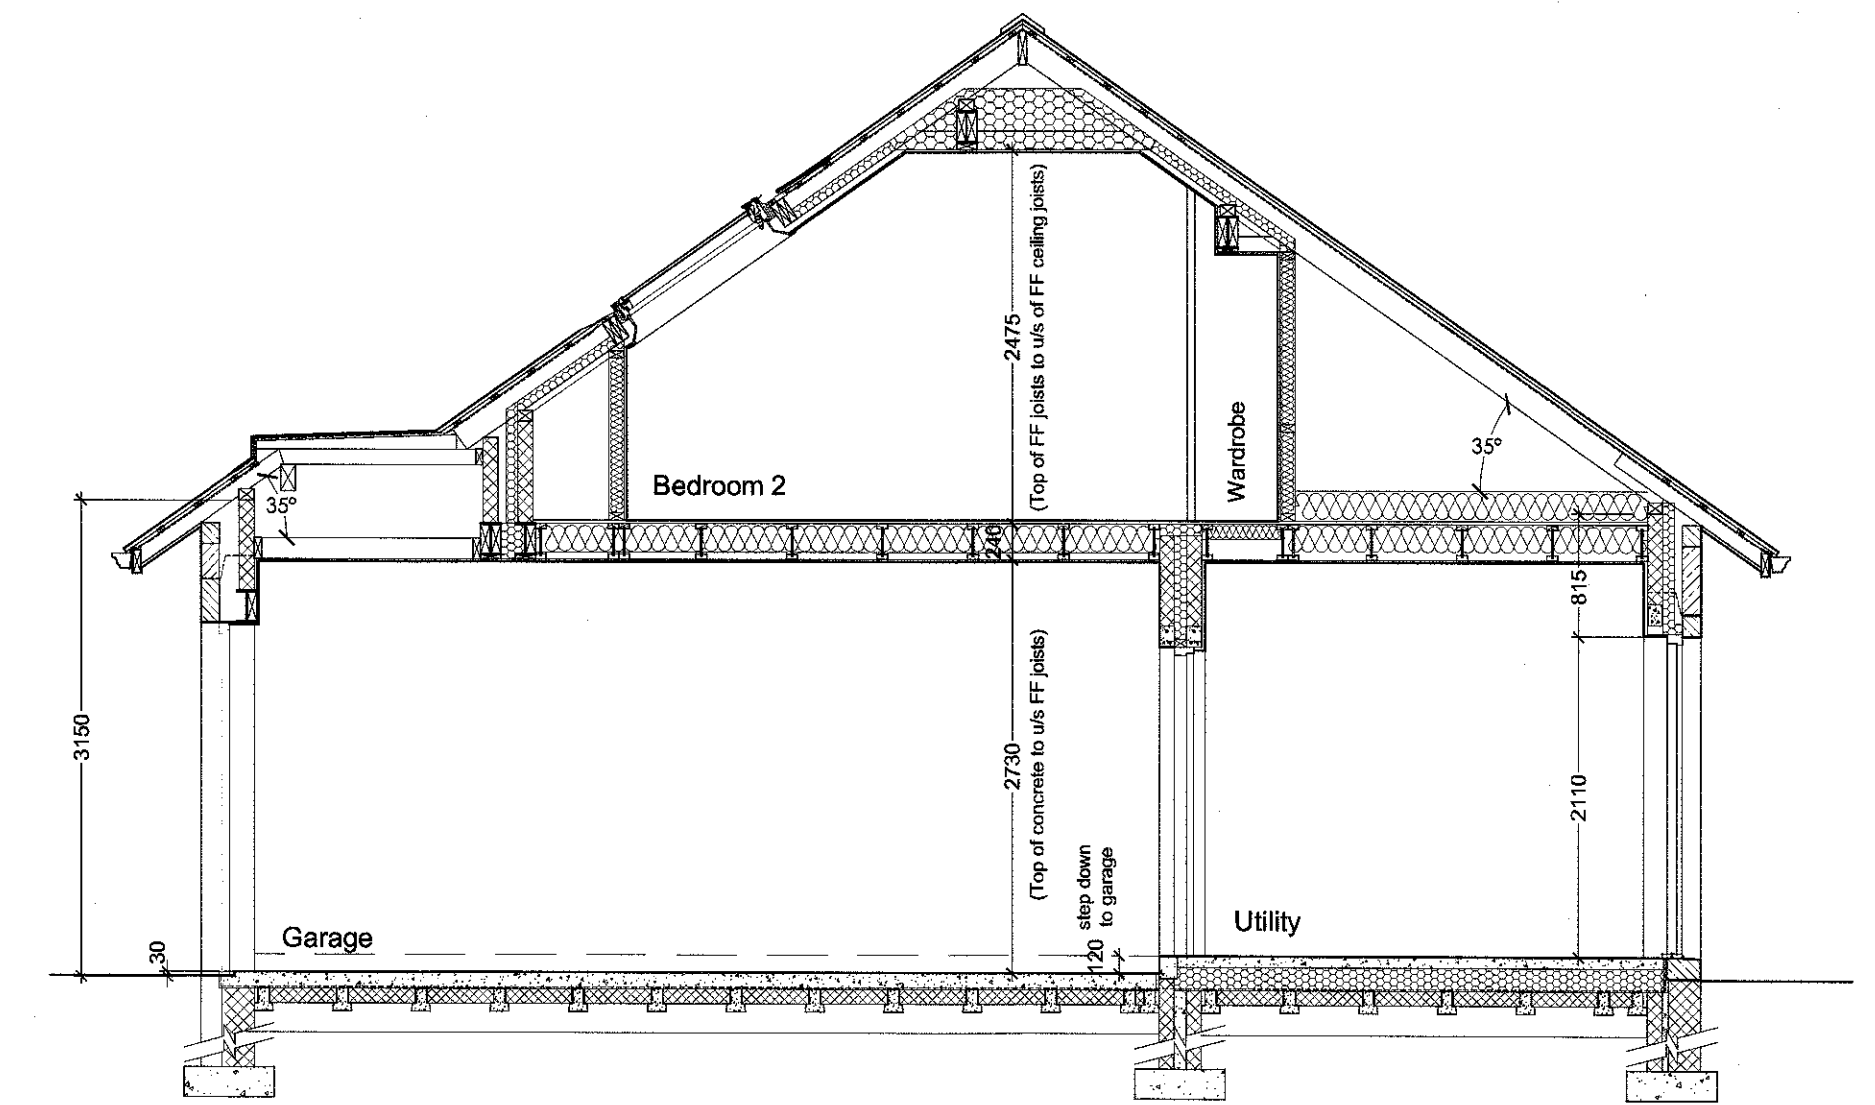 2475
(Top of FF joists to u/s of FF ceiling joists)
Wardrobe
35°
Bedroom 2
35°
240
815
3150
2730
(Top of concrete to u/s FF joists)
2110
step down
to garage
120
Garage
Utility
30